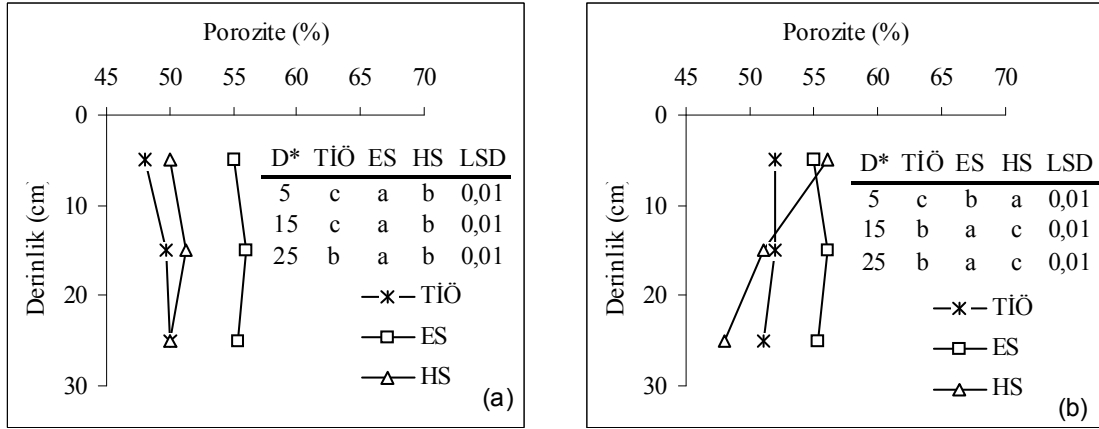 Porozite (%)
45 50 55 60 65 70
0
10
20
30
Derinlik (cm)
D* TİÖ ES HS LSD
5 c a b 0,01
15 c a b 0,01
25 b a b 0,01
TİÖ
ES
HS
(a)
Porozite (%)
45 50 55 60 65 70
0
10
20
30
Derinlik (cm)
D* TİÖ ES HS LSD
5 c b a 0,01
15 b a c 0,01
25 b a c 0,01
TİÖ
ES
HS
(b)